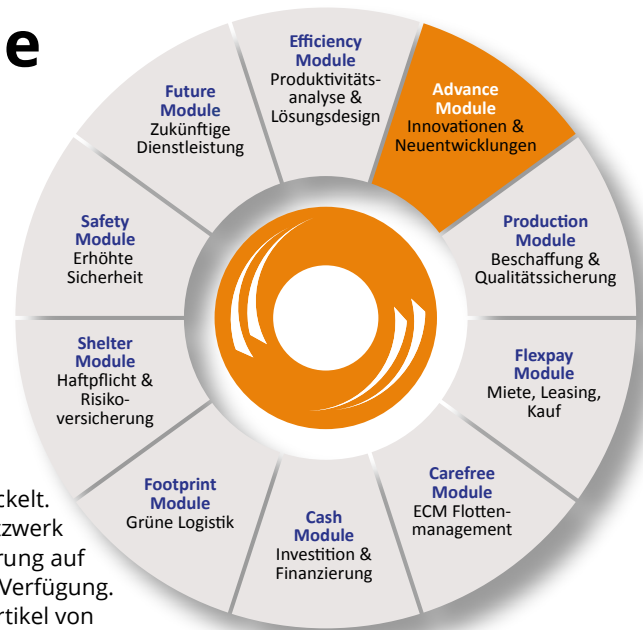 e
Efficiency
Module
Produktivitäts-
analyse &
Lösungsdesign
Advance
Module
Innovationen &
Neuentwicklungen
Production
Module
Beschaffung &
Qualitätssicherung
Flexpay
Module
Miete, Leasing,
Kauf
Carefree
Module
ECM Flotten-
management
Cash
Module
Investition &
Finanzierung
Footprint
Module
Grüne Logistik
Shelter
Module
Haftpflicht &
Risiko-
versicherung
Safety
Module
Erhöhte
Sicherheit
Future
Module
Zukünftige
Dienstleistung
ckelt.
tzwerk
rung auf
Verfügung.
rtikel von